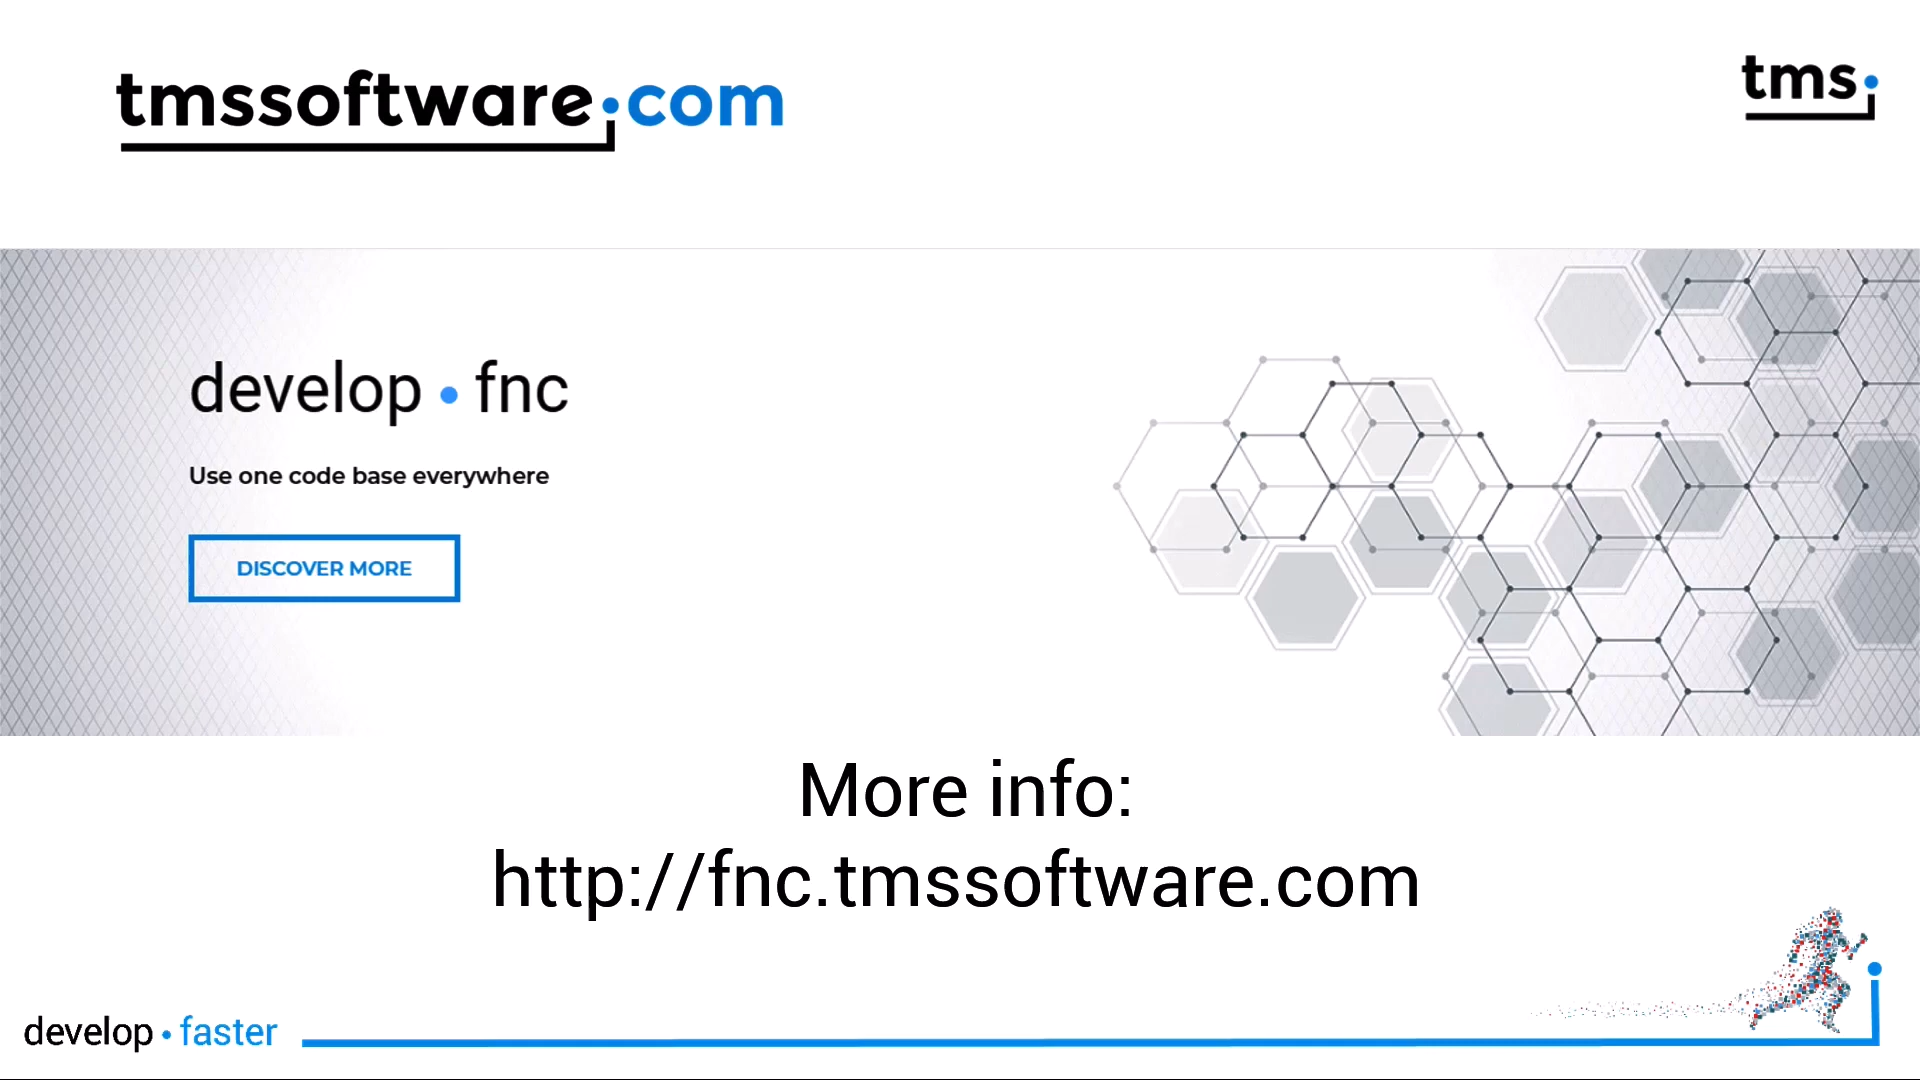 tmssoftware.com
tms
develop • fnc
Use one code base everywhere
DISCOVER MORE
More info:
http://fnc.tmssoftware.com
develop • faster